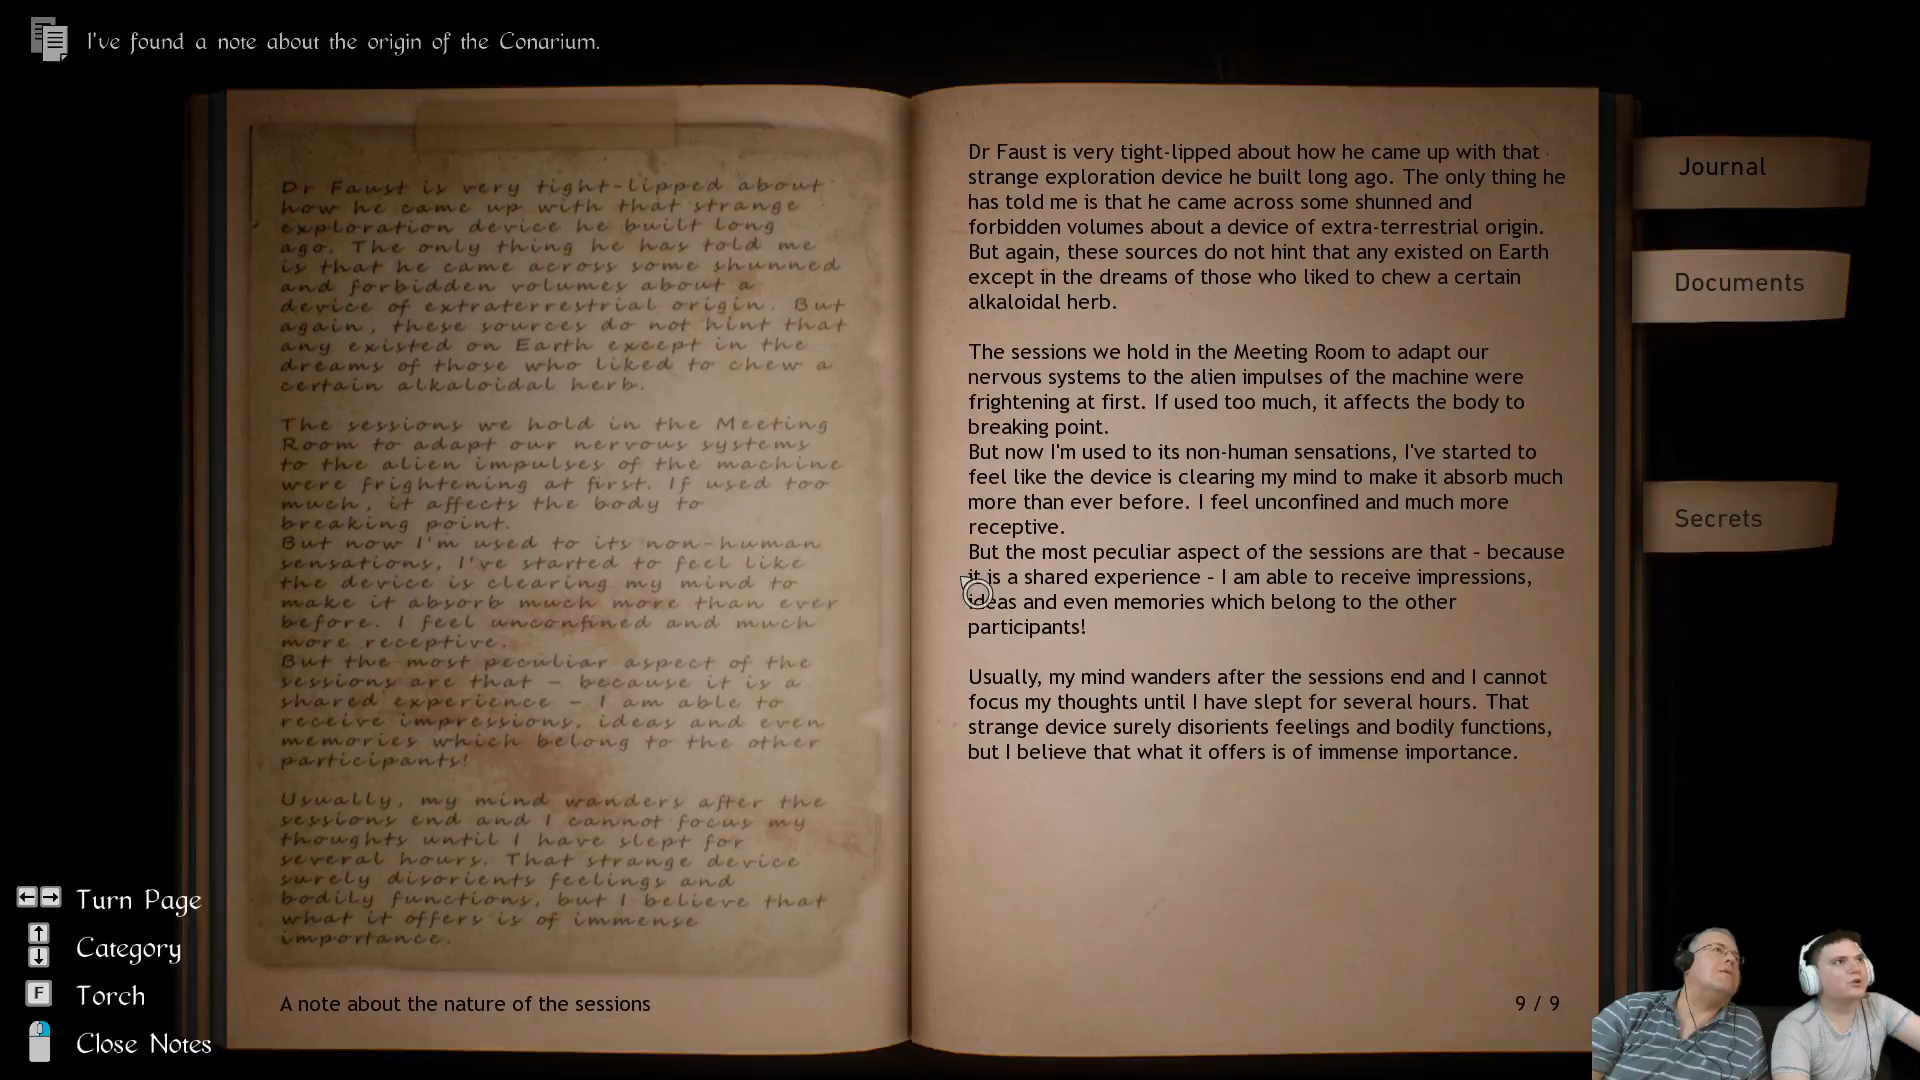 I've found a note about the origin of the Conarium.
Dr Faust is very tight-lipped about
how he came up with that strange
exploration device he built long
ago. The only thing he has told me
is that he came across some shunned
and forbidden volumes about a
device of extraterrestrial origin. But
again, these sources do not hint that
any existed on Earth except in the
dreams of those who liked to chew a
certain alkaloidal herb.
The sessions we hold in the Meeting
Room to adapt our nervous systems
to the alien impulses of the machine
were frightening at first. If used too
much, it affects the body to
breaking point.
But now I'm used to its non-human
sensations, I've started to feel like
the device is clearing my mind to
make it absorb much more than ever
before. I feel unconfined and much
more receptive.
But the most peculiar aspect of the
sessions are that - because it is a
shared experience - I am able to
receive impressions, ideas and even
memories which belong to the other
participants!
Usually, my mind wanders after the
sessions end and I cannot focus my
thoughts until I have slept for
several hours. That strange device
surely disorients feelings and
bodily functions, but I believe that
what it offers is of immense
importance.
A note about the nature of the sessions
Dr Faust is very tight-lipped about how he came up with that
strange exploration device he built long ago. The only thing he
has told me is that he came across some shunned and
forbidden volumes about a device of extra-terrestrial origin.
But again, these sources do not hint that any existed on Earth
except in the dreams of those who liked to chew a certain
alkaloidal herb.
The sessions we hold in the Meeting Room to adapt our
nervous systems to the alien impulses of the machine were
frightening at first. If used too much, it affects the body to
breaking point.
But now I'm used to its non-human sensations, I've started to
feel like the device is clearing my mind to make it absorb much
more than ever before. I feel unconfined and much more
receptive.
But the most peculiar aspect of the sessions are that - because
it is a shared experience - I am able to receive impressions,
ideas and even memories which belong to the other
participants!
Usually, my mind wanders after the sessions end and I cannot
focus my thoughts until I have slept for several hours. That
strange device surely disorients feelings and bodily functions,
but I believe that what it offers is of immense importance.
9 / 9
Journal
Documents
Secrets
Turn Page
Category
F Torch
Close Notes